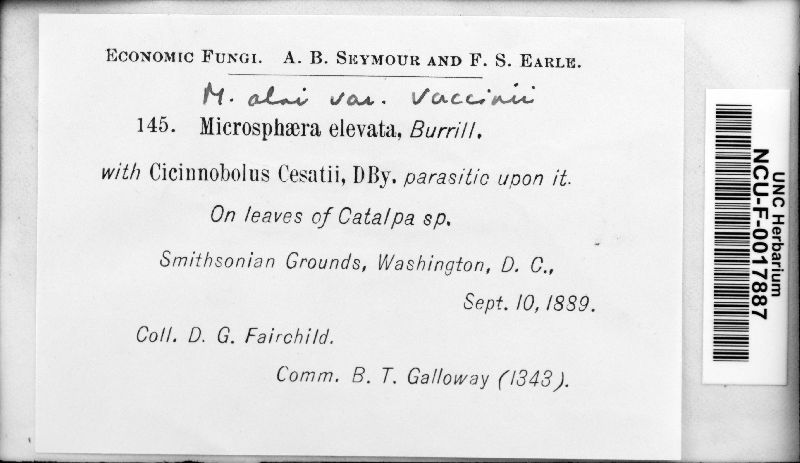 Economic Fungi. A. B. Seymour and F. S. Earle.
M. alni var. Vaccinii
145. Microsphæra elevata, Burrill.
with Cicinnobolus Cesatii, DBy. parasitic upon it.
On leaves of Catalpa sp.
Smithsonian Grounds, Washington, D. C.,
Sept. 10, 1889.
Coll. D. G. Fairchild.
Comm. B. T. Galloway (1343).
UNC Herbarium
NCU-F-0017887